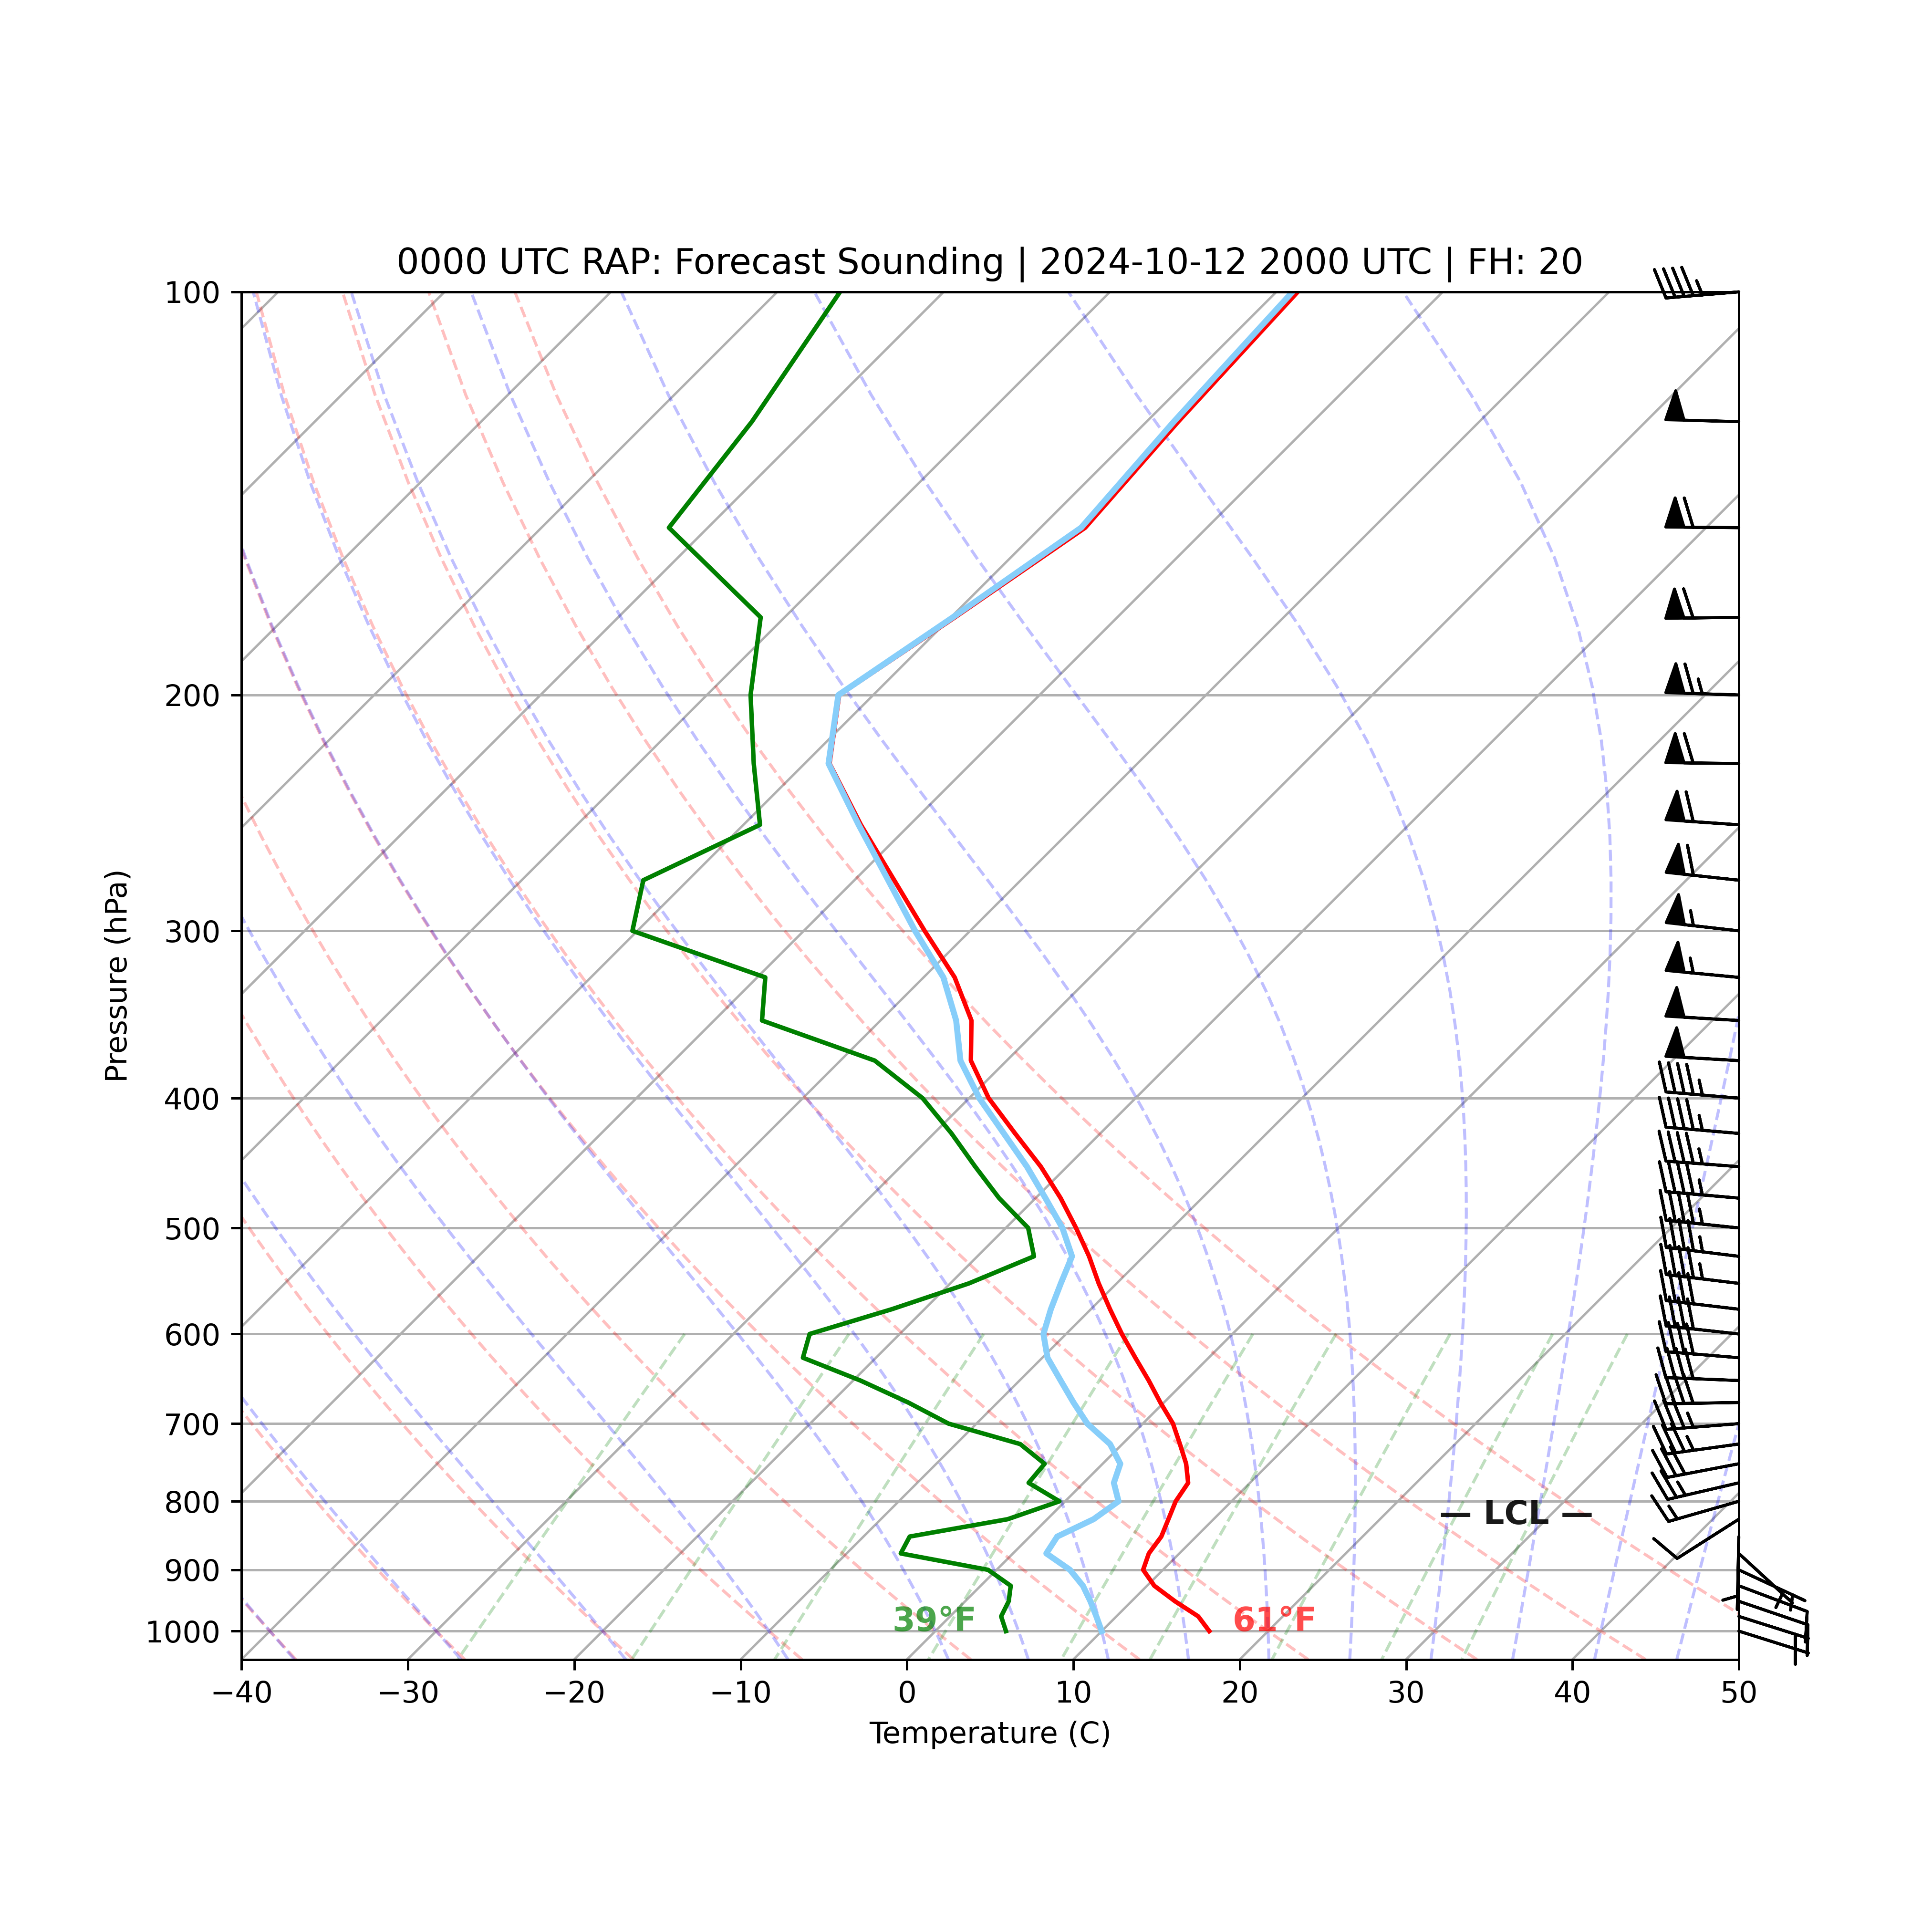 0000 UTC RAP: Forecast Sounding | 2024-10-12 2000 UTC | FH: 20
100
200
300
400
500
600
700
800
900
1000
Pressure (hPa)
— LCL —
39°F
61°F
−40 −30 −20 −10 0 10 20 30 40 50
Temperature (C)